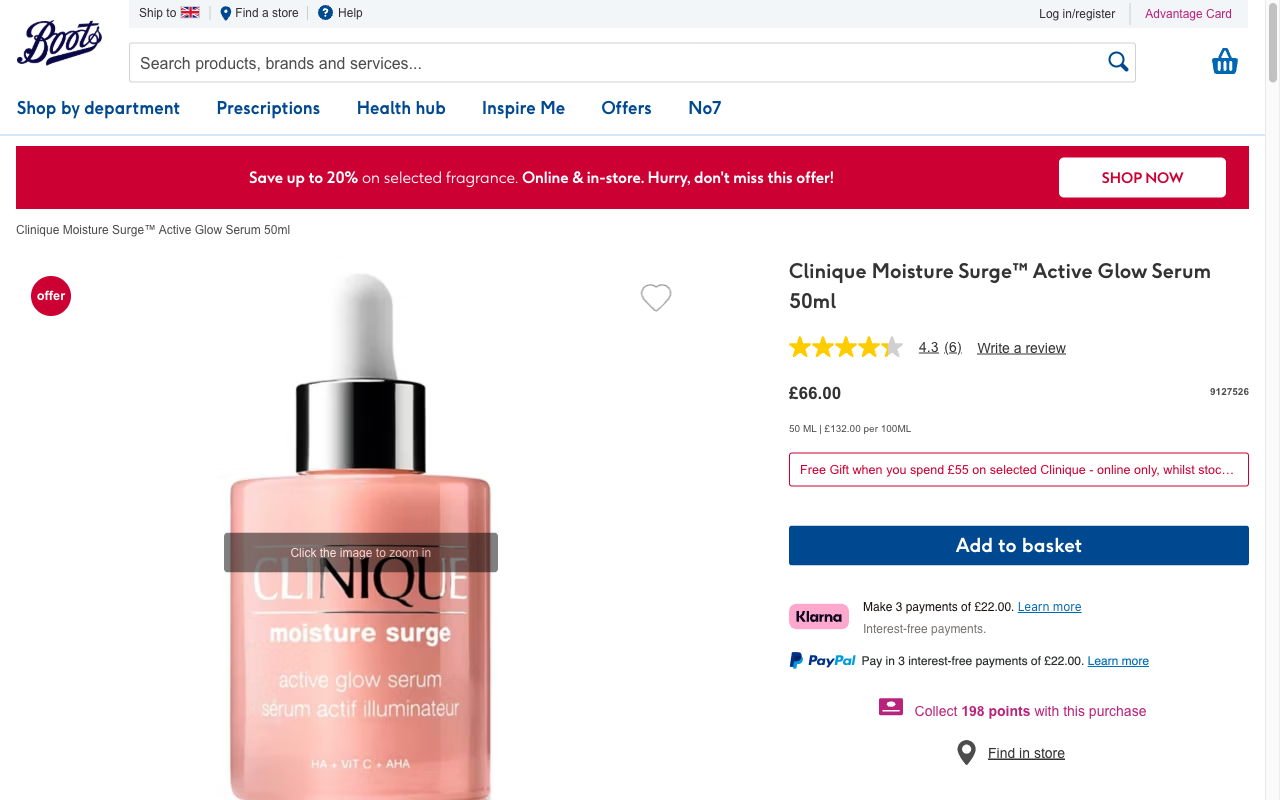 Boots
Ship to
Find a store
Help
Log in/register
Advantage Card
Search products, brands and services...
Shop by department
Prescriptions
Health hub
Inspire Me
Offers
No7
Save up to 20% on selected fragrance. Online & in-store. Hurry, don't miss this offer!
SHOP NOW
Clinique Moisture Surge™ Active Glow Serum 50ml
offer
Click the image to zoom in
CLINIQUE
moisture surge
active glow serum
sérum actif illuminateur
HA + VIT C + AHA
Clinique Moisture Surge™ Active Glow Serum
50ml
4.3 (6) Write a review
£66.00
9127526
50 ML | £132.00 per 100ML
Free Gift when you spend £55 on selected Clinique - online only, whilst stoc...
Add to basket
Klarna
Make 3 payments of £22.00. Learn more
Interest-free payments.
PayPal Pay in 3 interest-free payments of £22.00. Learn more
Collect 198 points with this purchase
Find in store